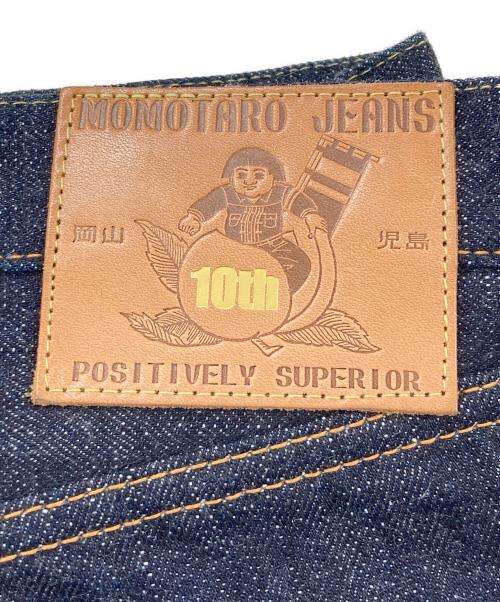 MOMOTARO JEANS
岡山 児島
10th
POSITIVELY SUPERIOR